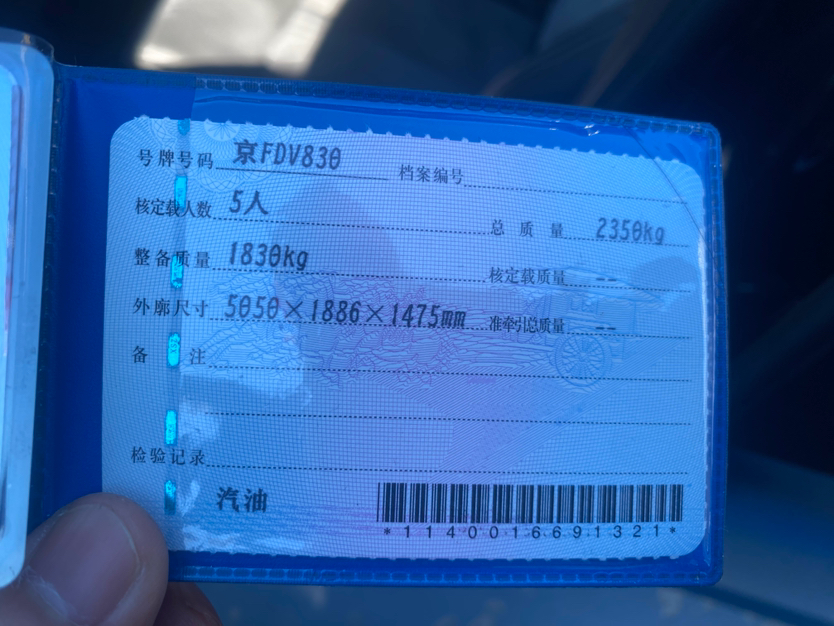 号牌号码 京FDV830 档案编号
核定载人数 5人 总质量 2350kg
整备质量 1830kg 核定载质量 --
外廓尺寸 5050×1886×1475mm 准牵引总质量 --
备注
检验记录
汽油
*1140016691321*